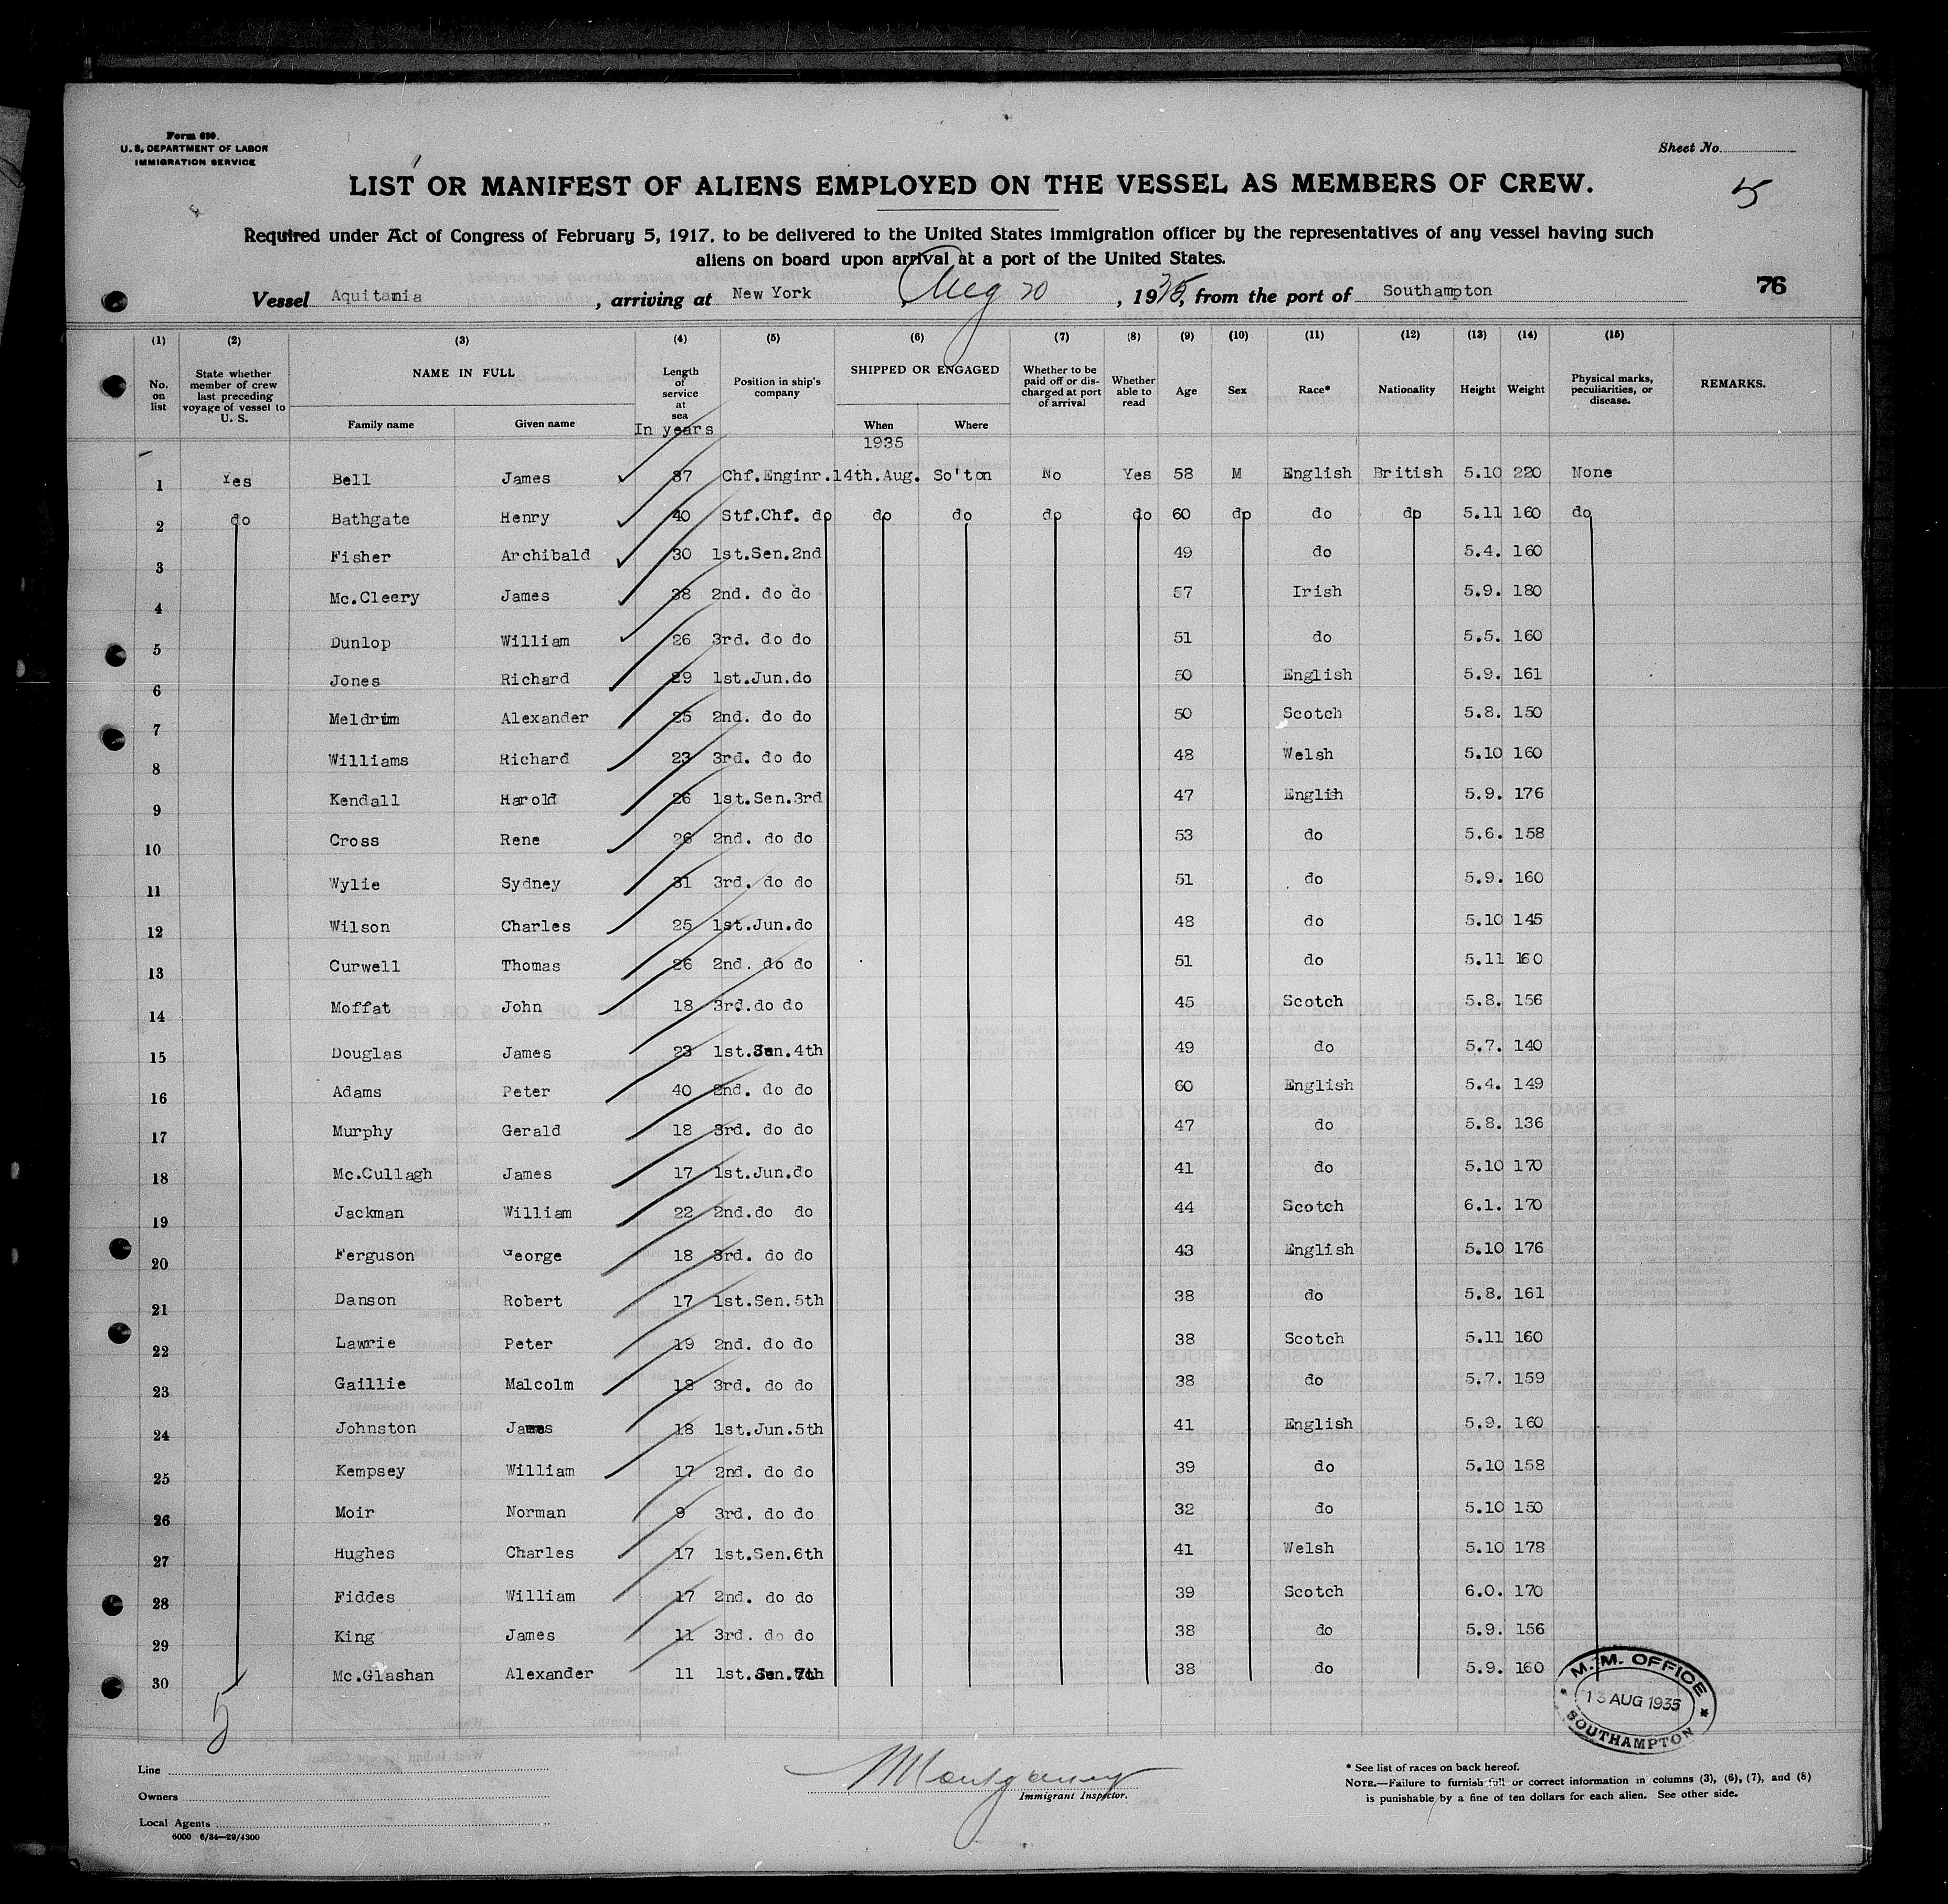 Form 680.
U. S. DEPARTMENT OF LABOR
IMMIGRATION SERVICE
Sheet No.
LIST OR MANIFEST OF ALIENS EMPLOYED ON THE VESSEL AS MEMBERS OF CREW.
5
Required under Act of Congress of February 5, 1917, to be delivered to the United States immigration officer by the representatives of any vessel having such
aliens on board upon arrival at a port of the United States.
Vessel Aquitania, arriving at New York Aug 20, 1935, from the port of Southampton 76
(1) (2) (3) (4) (5) (6) (7) (8) (9) (10) (11) (12) (13) (14) (15)
No. on list State whether member of crew last preceding voyage of vessel to U. S. NAME IN FULL Family name Given name Length of service at sea In years Position in ship's company SHIPPED OR ENGAGED When Where Whether to be paid off or discharged at port of arrival Whether able to read Age Sex Race* Nationality Height Weight Physical marks, peculiarities, or disease. REMARKS.
1935
1 Yes Bell James 37 Chf.Enginr. 14th.Aug. So'ton No Yes 58 M English British 5.10 220 None
2 do Bathgate Henry 40 Stf.Chf. do do do do do 60 do do do 5.11 160 do
3 Fisher Archibald 30 1st.Sen.2nd 49 do 5.4. 160
4 Mc.Cleery James 38 2nd. do do 57 Irish 5.9. 180
5 Dunlop William 26 3rd. do do 51 do 5.5. 160
6 Jones Richard 29 1st.Jun.do 50 English 5.9. 161
7 Meldrum Alexander 25 2nd. do do 50 Scotch 5.8. 150
8 Williams Richard 23 3rd. do do 48 Welsh 5.10 160
9 Kendall Harold 26 1st.Sen.3rd 47 Englih 5.9. 176
10 Cross Rene 26 2nd. do do 53 do 5.6. 158
11 Wylie Sydney 31 3rd. do do 51 do 5.9. 160
12 Wilson Charles 25 1st.Jun.do 48 do 5.10 145
13 Curwell Thomas 26 2nd. do do 51 do 5.11 160
14 Moffat John 18 3rd.do do 45 Scotch 5.8. 156
15 Douglas James 23 1st.Sen.4th 49 do 5.7. 140
16 Adams Peter 40 2nd. do do 60 English 5.4. 149
17 Murphy Gerald 18 3rd. do do 47 do 5.8. 136
18 Mc.Cullagh James 17 1st.Jun.do 41 do 5.10 170
19 Jackman William 22 2nd.do do 44 Scotch 6.1. 170
20 Ferguson George 18 3rd. do do 43 English 5.10 176
21 Danson Robert 17 1st.Sen.5th 38 do 5.8. 161
22 Lawrie Peter 19 2nd. do do 38 Scotch 5.11 160
23 Gaillie Malcolm 18 3rd. do do 38 do 5.7. 159
24 Johnston James 18 1st.Jun.5th 41 English 5.9. 160
25 Kempsey William 17 2nd. do do 39 do 5.10 158
26 Moir Norman 9 3rd. do do 32 do 5.10 150
27 Hughes Charles 17 1st.Sen.6th 41 Welsh 5.10 178
28 Fiddes William 17 2nd. do do 39 Scotch 6.0. 170
29 King James 11 3rd. do do 38 do 5.9. 156
30 Mc.Glashan Alexander 11 1st.Sen.7th 38 do 5.9. 160
5
M.M. OFFICE
13 AUG 1935
SOUTHAMPTON
Line
Owners
Local Agents
6000 6/34—29/4300
Montgomery
Immigrant Inspector.
* See list of races on back hereof.
NOTE.—Failure to furnish full or correct information in columns (3), (6), (7), and (8)
is punishable by a fine of ten dollars for each alien. See other side.